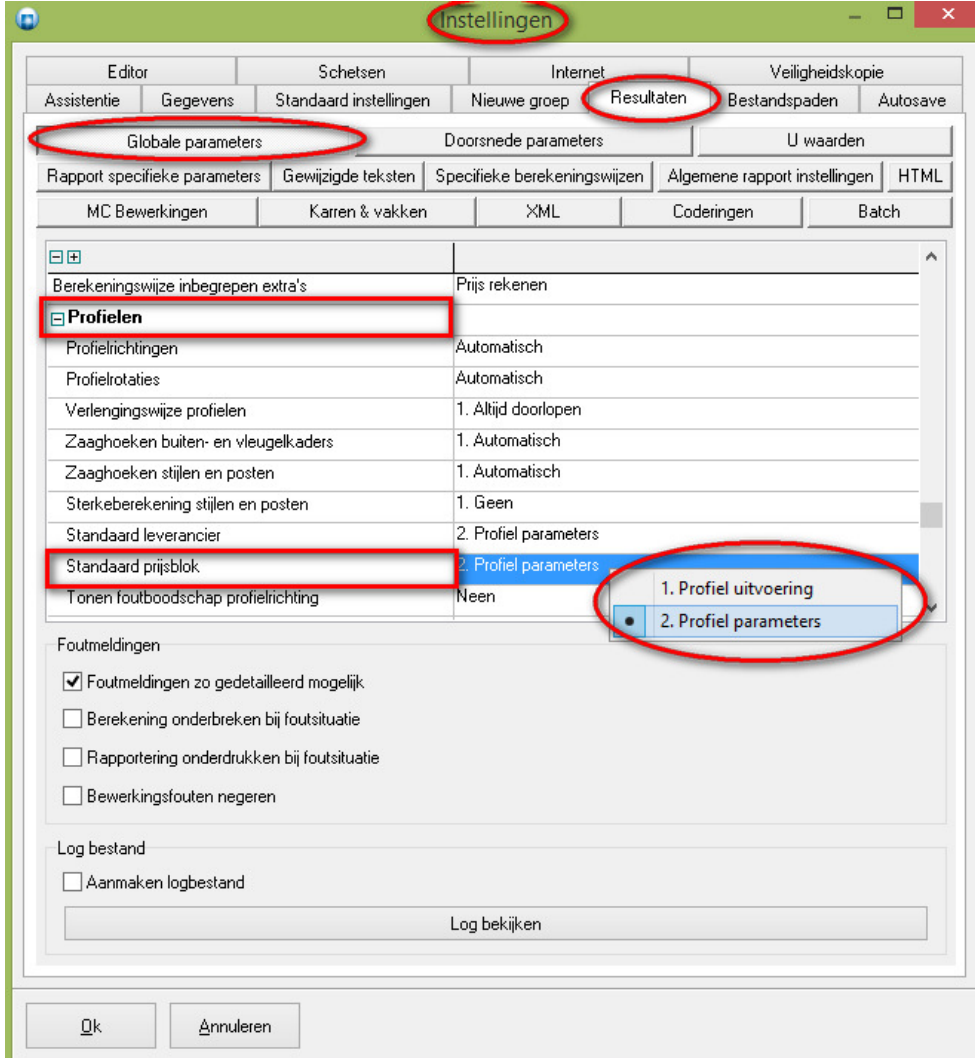 Instellingen
Editor Schetsen Internet Veiligheidskopie
Assistentie Gegevens Standaard instellingen Nieuwe groep Resultaten Bestandspaden Autosave
Globale parameters Doorsnede parameters U waarden
Rapport specifieke parameters Gewijzigde teksten Specifieke berekeningswijzen Algemene rapport instellingen HTML
MC Bewerkingen Karren & vakken XML Coderingen Batch
Berekeningswijze inbegrepen extra's Prijs rekenen
Profielen
Profielrichtingen Automatisch
Profielrotaties Automatisch
Verlengingswijze profielen 1. Altijd doorlopen
Zaaghoeken buiten- en vleugelkaders 1. Automatisch
Zaaghoeken stijlen en posten 1. Automatisch
Sterkeberekening stijlen en posten 1. Geen
Standaard leverancier 2. Profiel parameters
Standaard prijsblok 2. Profiel parameters
Tonen foutboodschap profielrichting Neen
1. Profiel uitvoering
2. Profiel parameters
Foutmeldingen
Foutmeldingen zo gedetailleerd mogelijk
Berekening onderbreken bij foutsituatie
Rapportering onderdrukken bij foutsituatie
Bewerkingsfouten negeren
Log bestand
Aanmaken logbestand
Log bekijken
Ok Annuleren